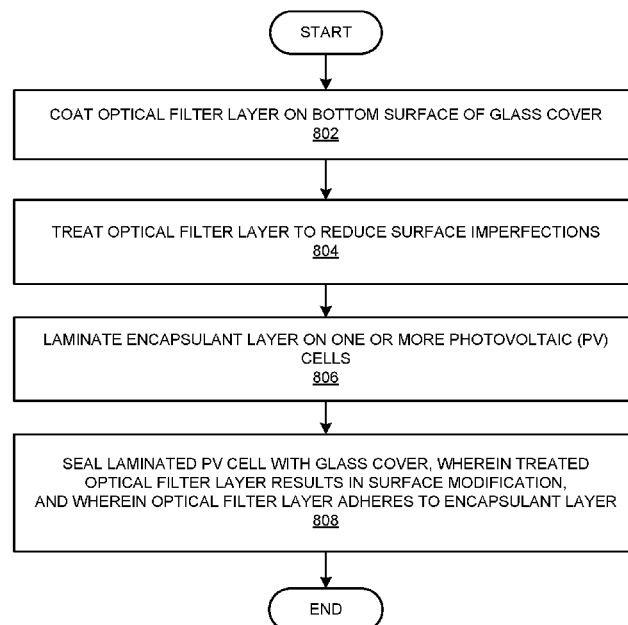 START
COAT OPTICAL FILTER LAYER ON BOTTOM SURFACE OF GLASS COVER
802
TREAT OPTICAL FILTER LAYER TO REDUCE SURFACE IMPERFECTIONS
804
LAMINATE ENCAPSULANT LAYER ON ONE OR MORE PHOTOVOLTAIC (PV)
CELLS
806
SEAL LAMINATED PV CELL WITH GLASS COVER, WHEREIN TREATED
OPTICAL FILTER LAYER RESULTS IN SURFACE MODIFICATION,
AND WHEREIN OPTICAL FILTER LAYER ADHERES TO ENCAPSULANT LAYER
808
END